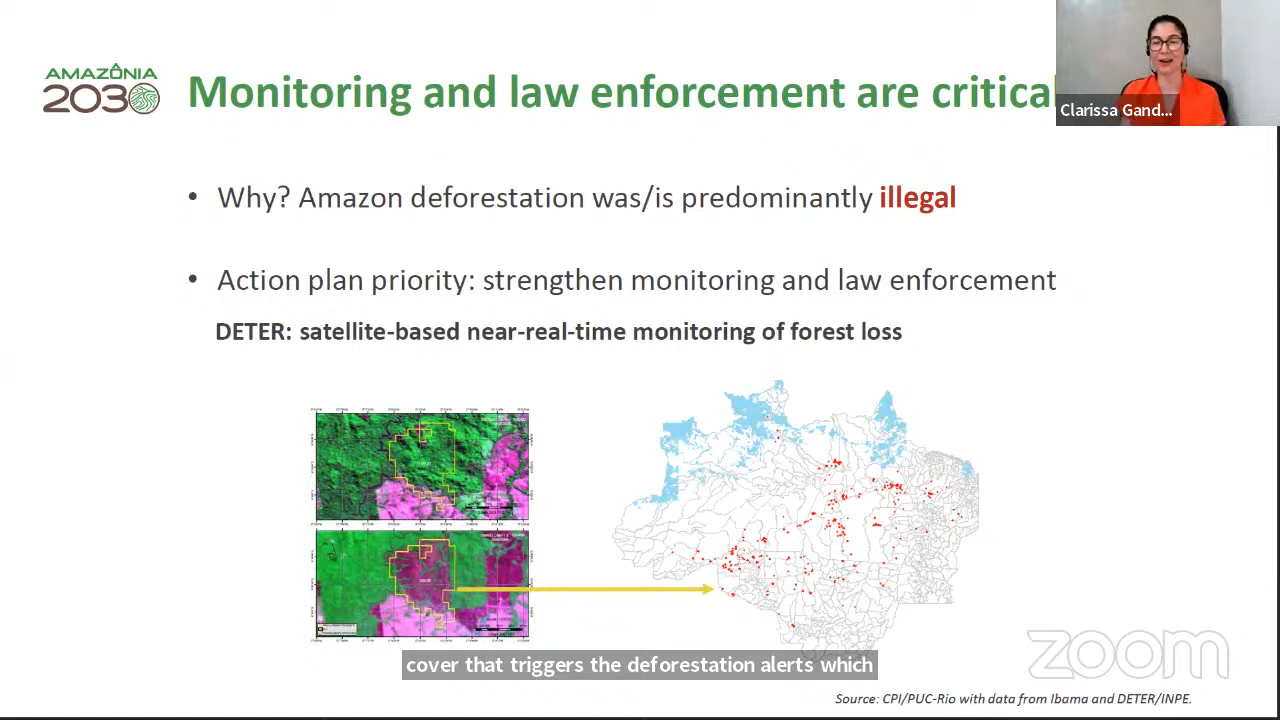 AMAZÔNIA
2030
Monitoring and law enforcement are critical
Clarissa Gand...
• Why? Amazon deforestation was/is predominantly illegal
• Action plan priority: strengthen monitoring and law enforcement
DETER: satellite-based near-real-time monitoring of forest loss
cover that triggers the deforestation alerts which
zoom
Source: CPI/PUC-Rio with data from Ibama and DETER/INPE.